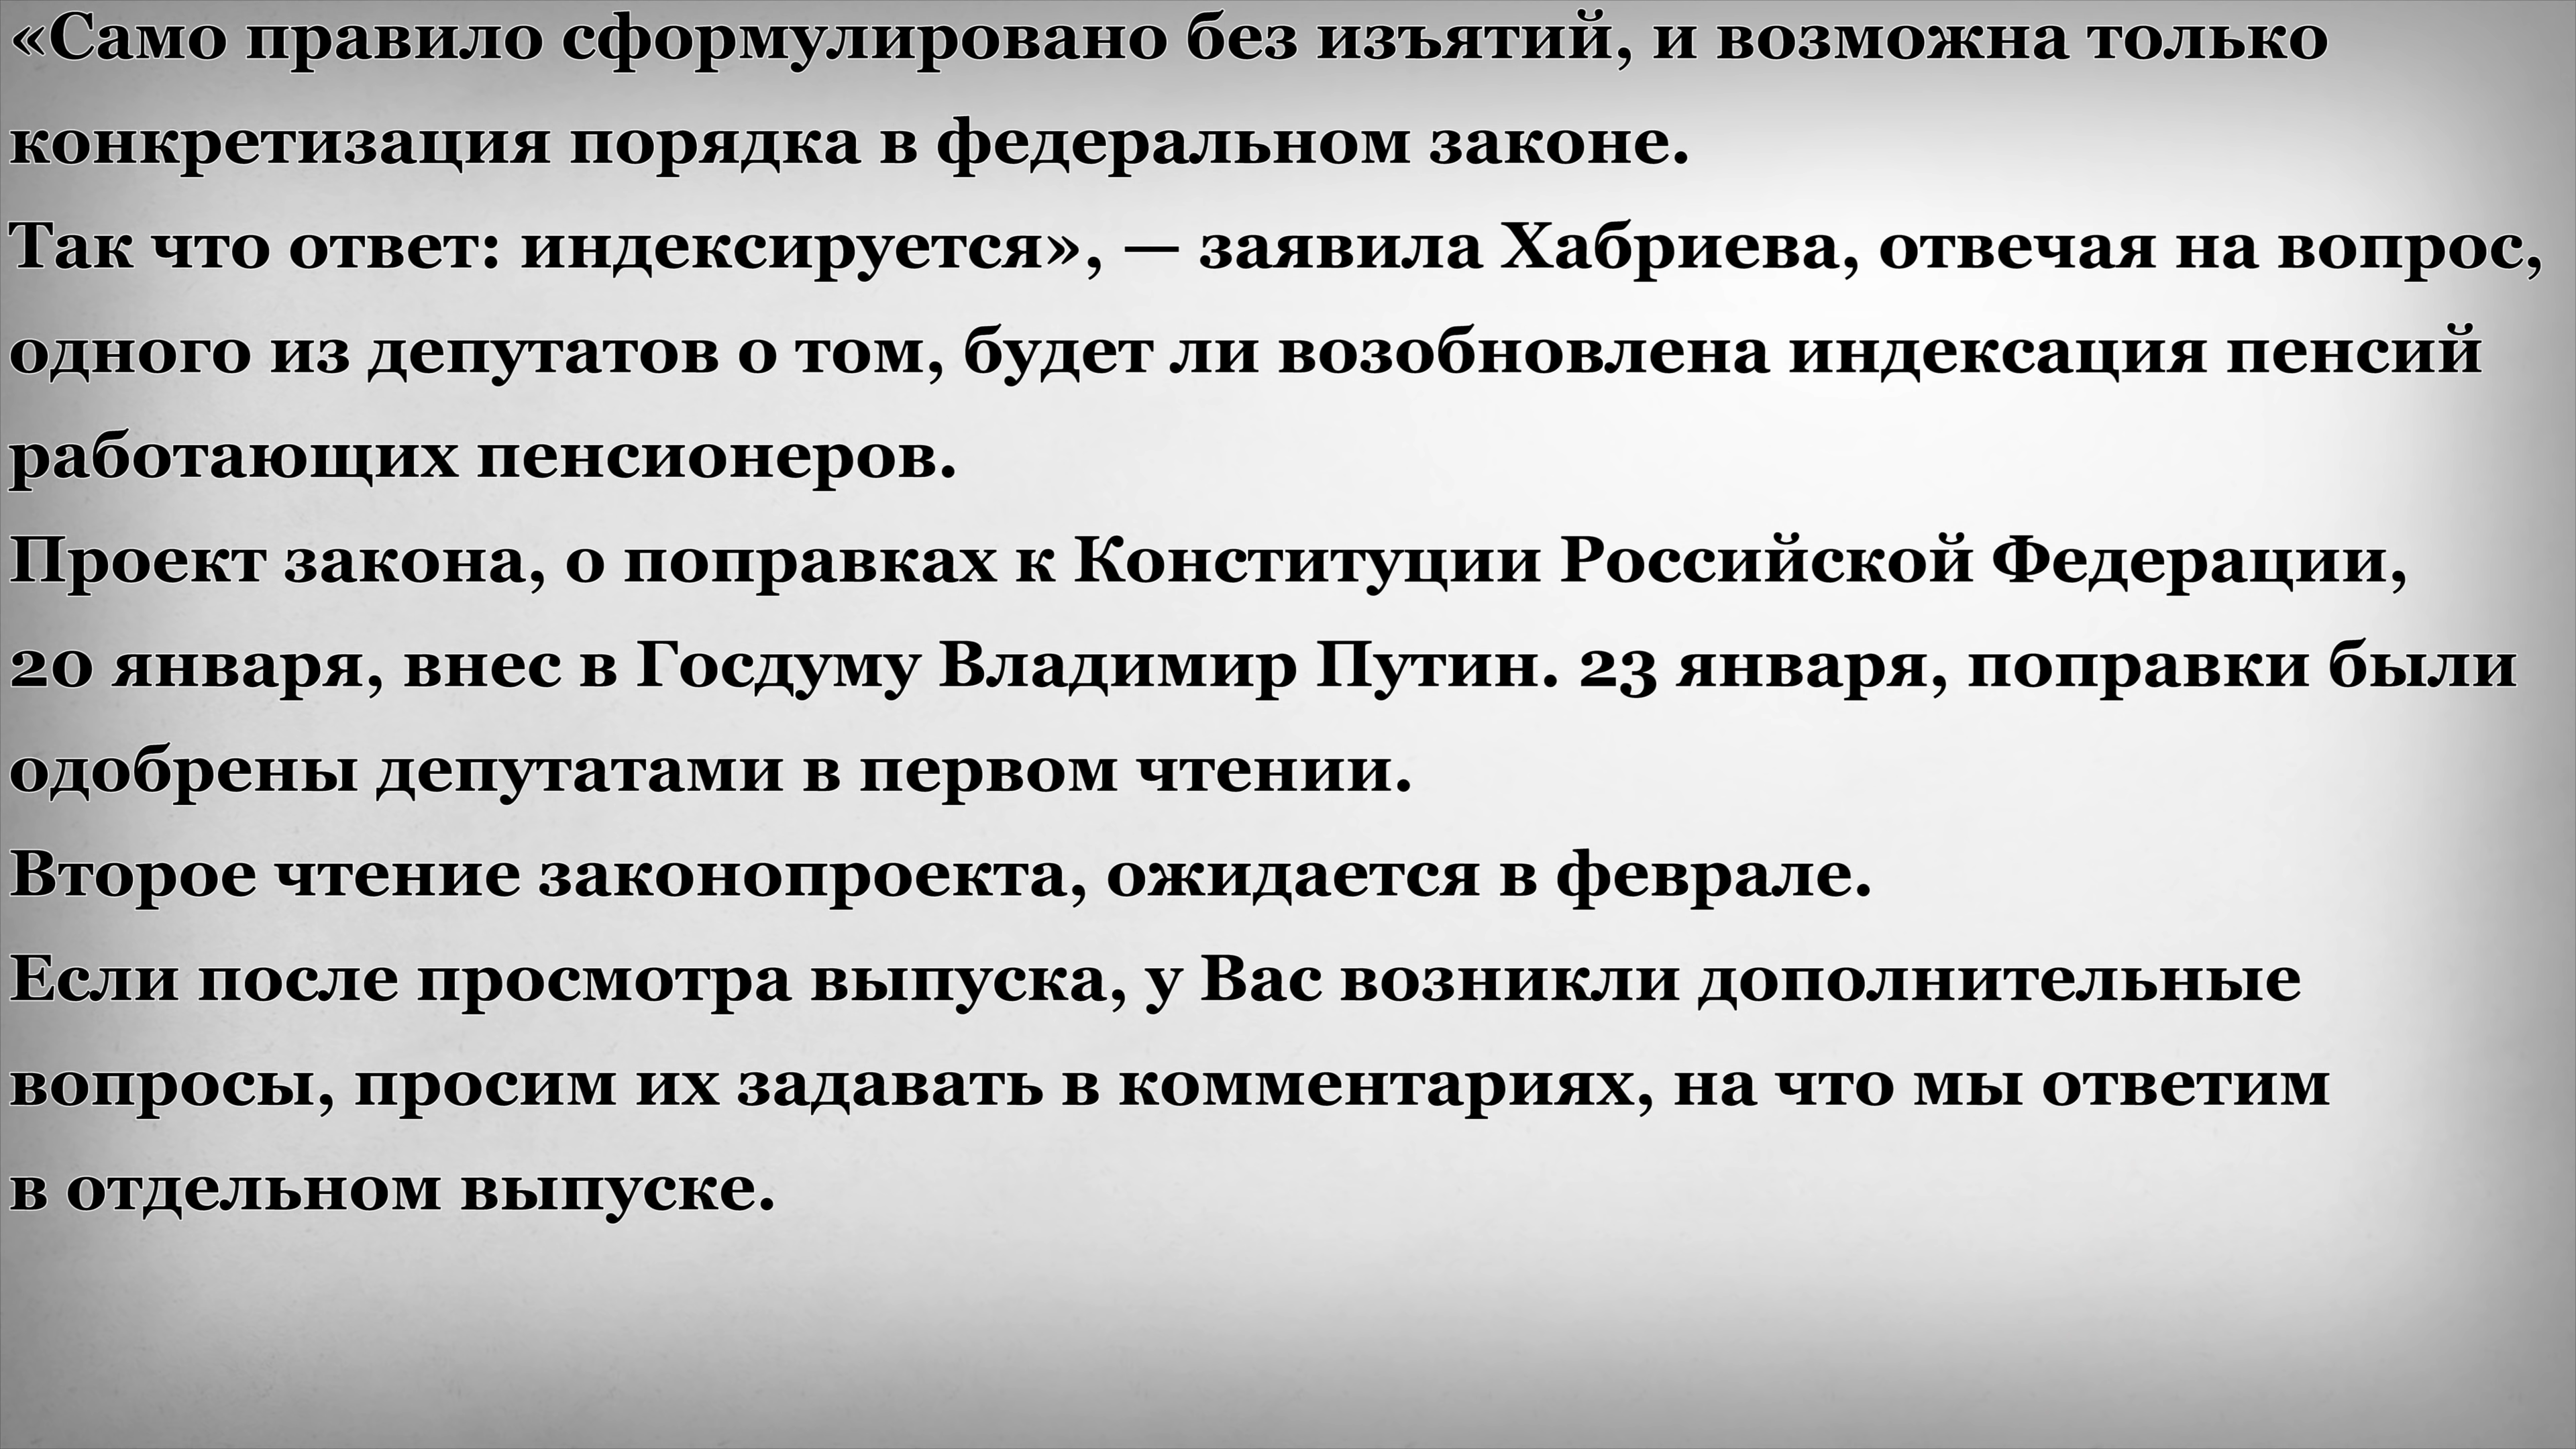 «Само правило сформулировано без изъятий, и возможна только
конкретизация порядка в федеральном законе.
Так что ответ: индексируется», — заявила Хабриева, отвечая на вопрос,
одного из депутатов о том, будет ли возобновлена индексация пенсий
работающих пенсионеров.
Проект закона, о поправках к Конституции Российской Федерации,
20 января, внес в Госдуму Владимир Путин. 23 января, поправки были
одобрены депутатами в первом чтении.
Второе чтение законопроекта, ожидается в феврале.
Если после просмотра выпуска, у Вас возникли дополнительные
вопросы, просим их задавать в комментариях, на что мы ответим
в отдельном выпуске.